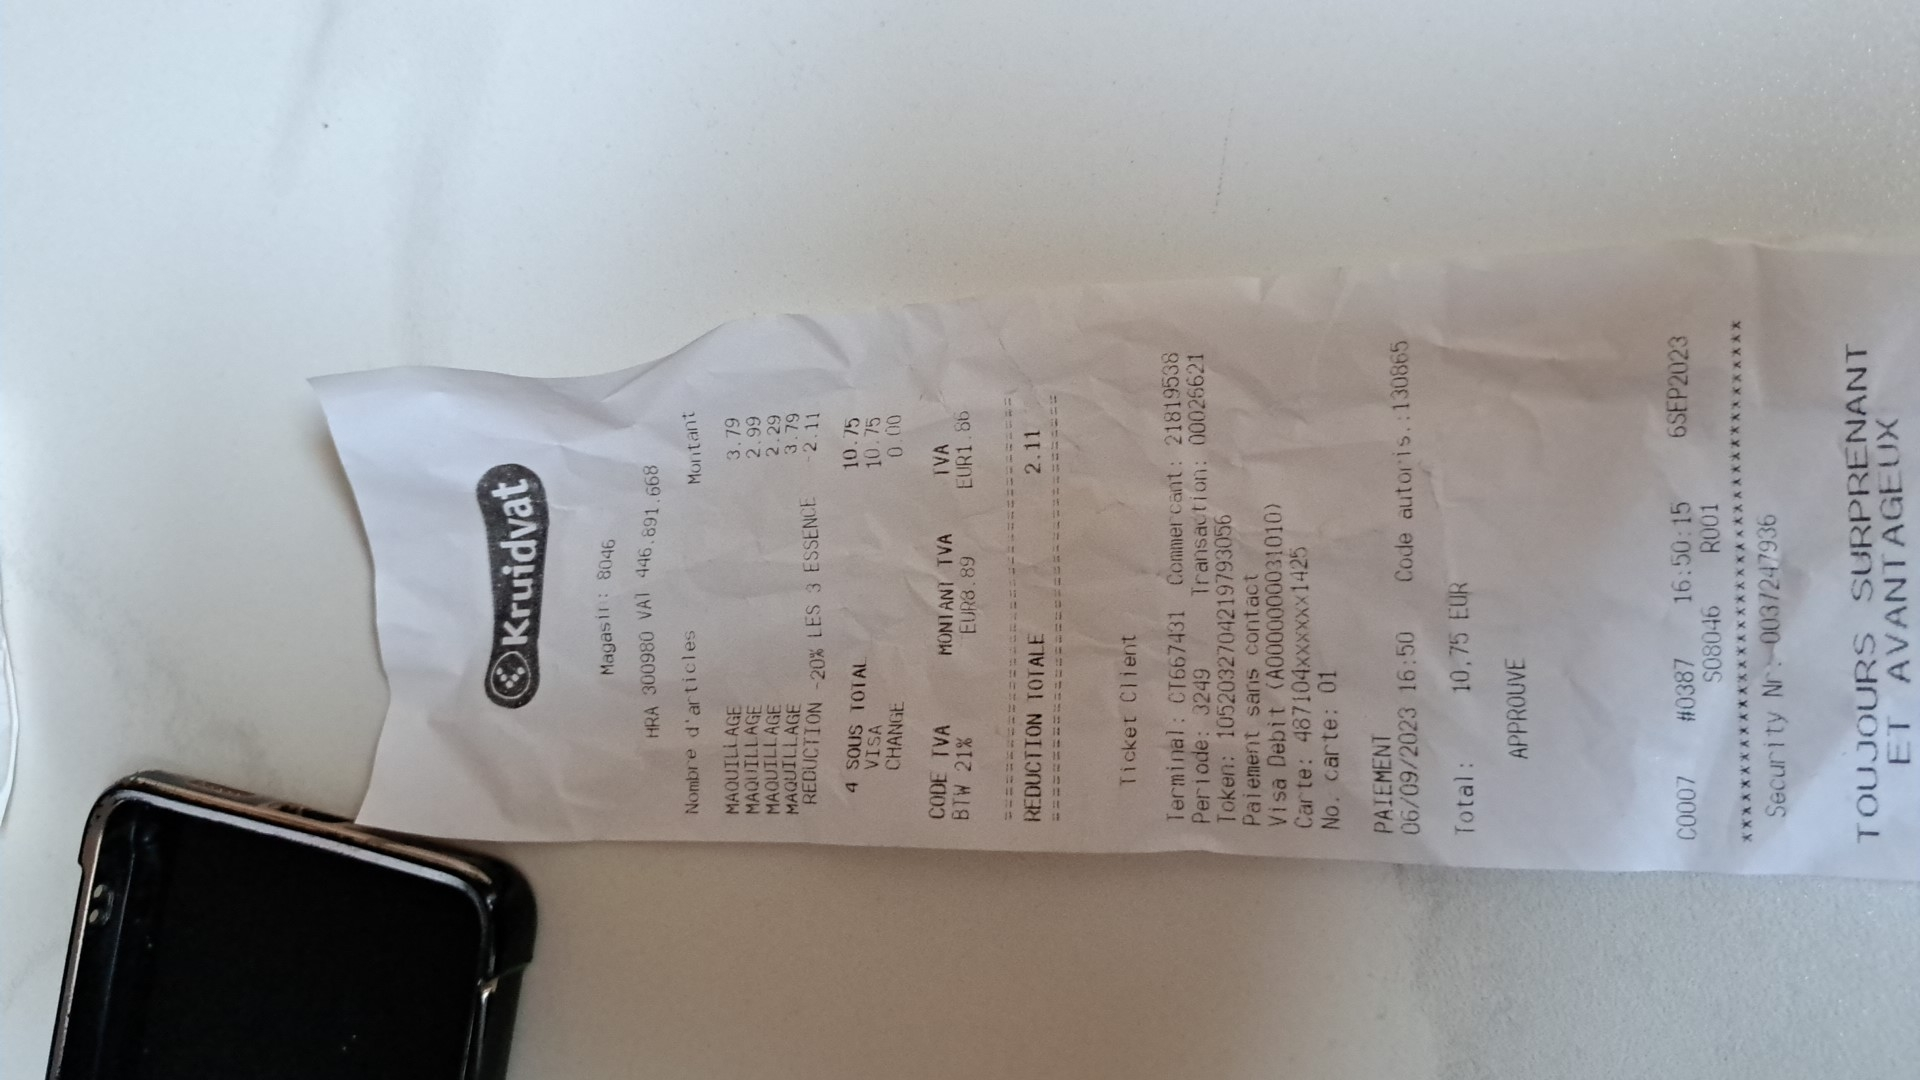 Kruidvat
Magasin: 8046
HRA 300980 VAT 446.891.668
Nombre d'articles Montant
MAQUILLAGE 3.79
MAQUILLAGE 2.99
MAQUILLAGE 2.29
MAQUILLAGE 3.79
REDUCTION -20% LES 3 ESSENCE -2.11
4 SOUS TOTAL 10.75
VISA 10.75
CHANGE 0.00
CODE TVA MONTANT TVA TVA
BTW 21% EUR8.89 EUR1.86
================================
REDUCTION TOTALE 2.11
================================
Ticket Client
Terminal: CT667431 Commercant: 21819538
Periode: 3249 Transaction: 00026621
Token: 1052032704219793056
Paiement sans contact
Visa Debit (A0000000031010)
Carte: 487104xxxxxx1425
No. carte: 01
PAIEMENT
06/09/2023 16:50 Code autoris.:130865
Total: 10,75 EUR
APPROUVE
C0007 #0387 16:50:15 6SEP2023
S08046 R001
xxxxxxxxxxxxxxxxxxxxxxxxxxxxxxxxxxxxxx
Security Nr: 00372247936
TOUJOURS SURPRENANT
ET AVANTAGEUX